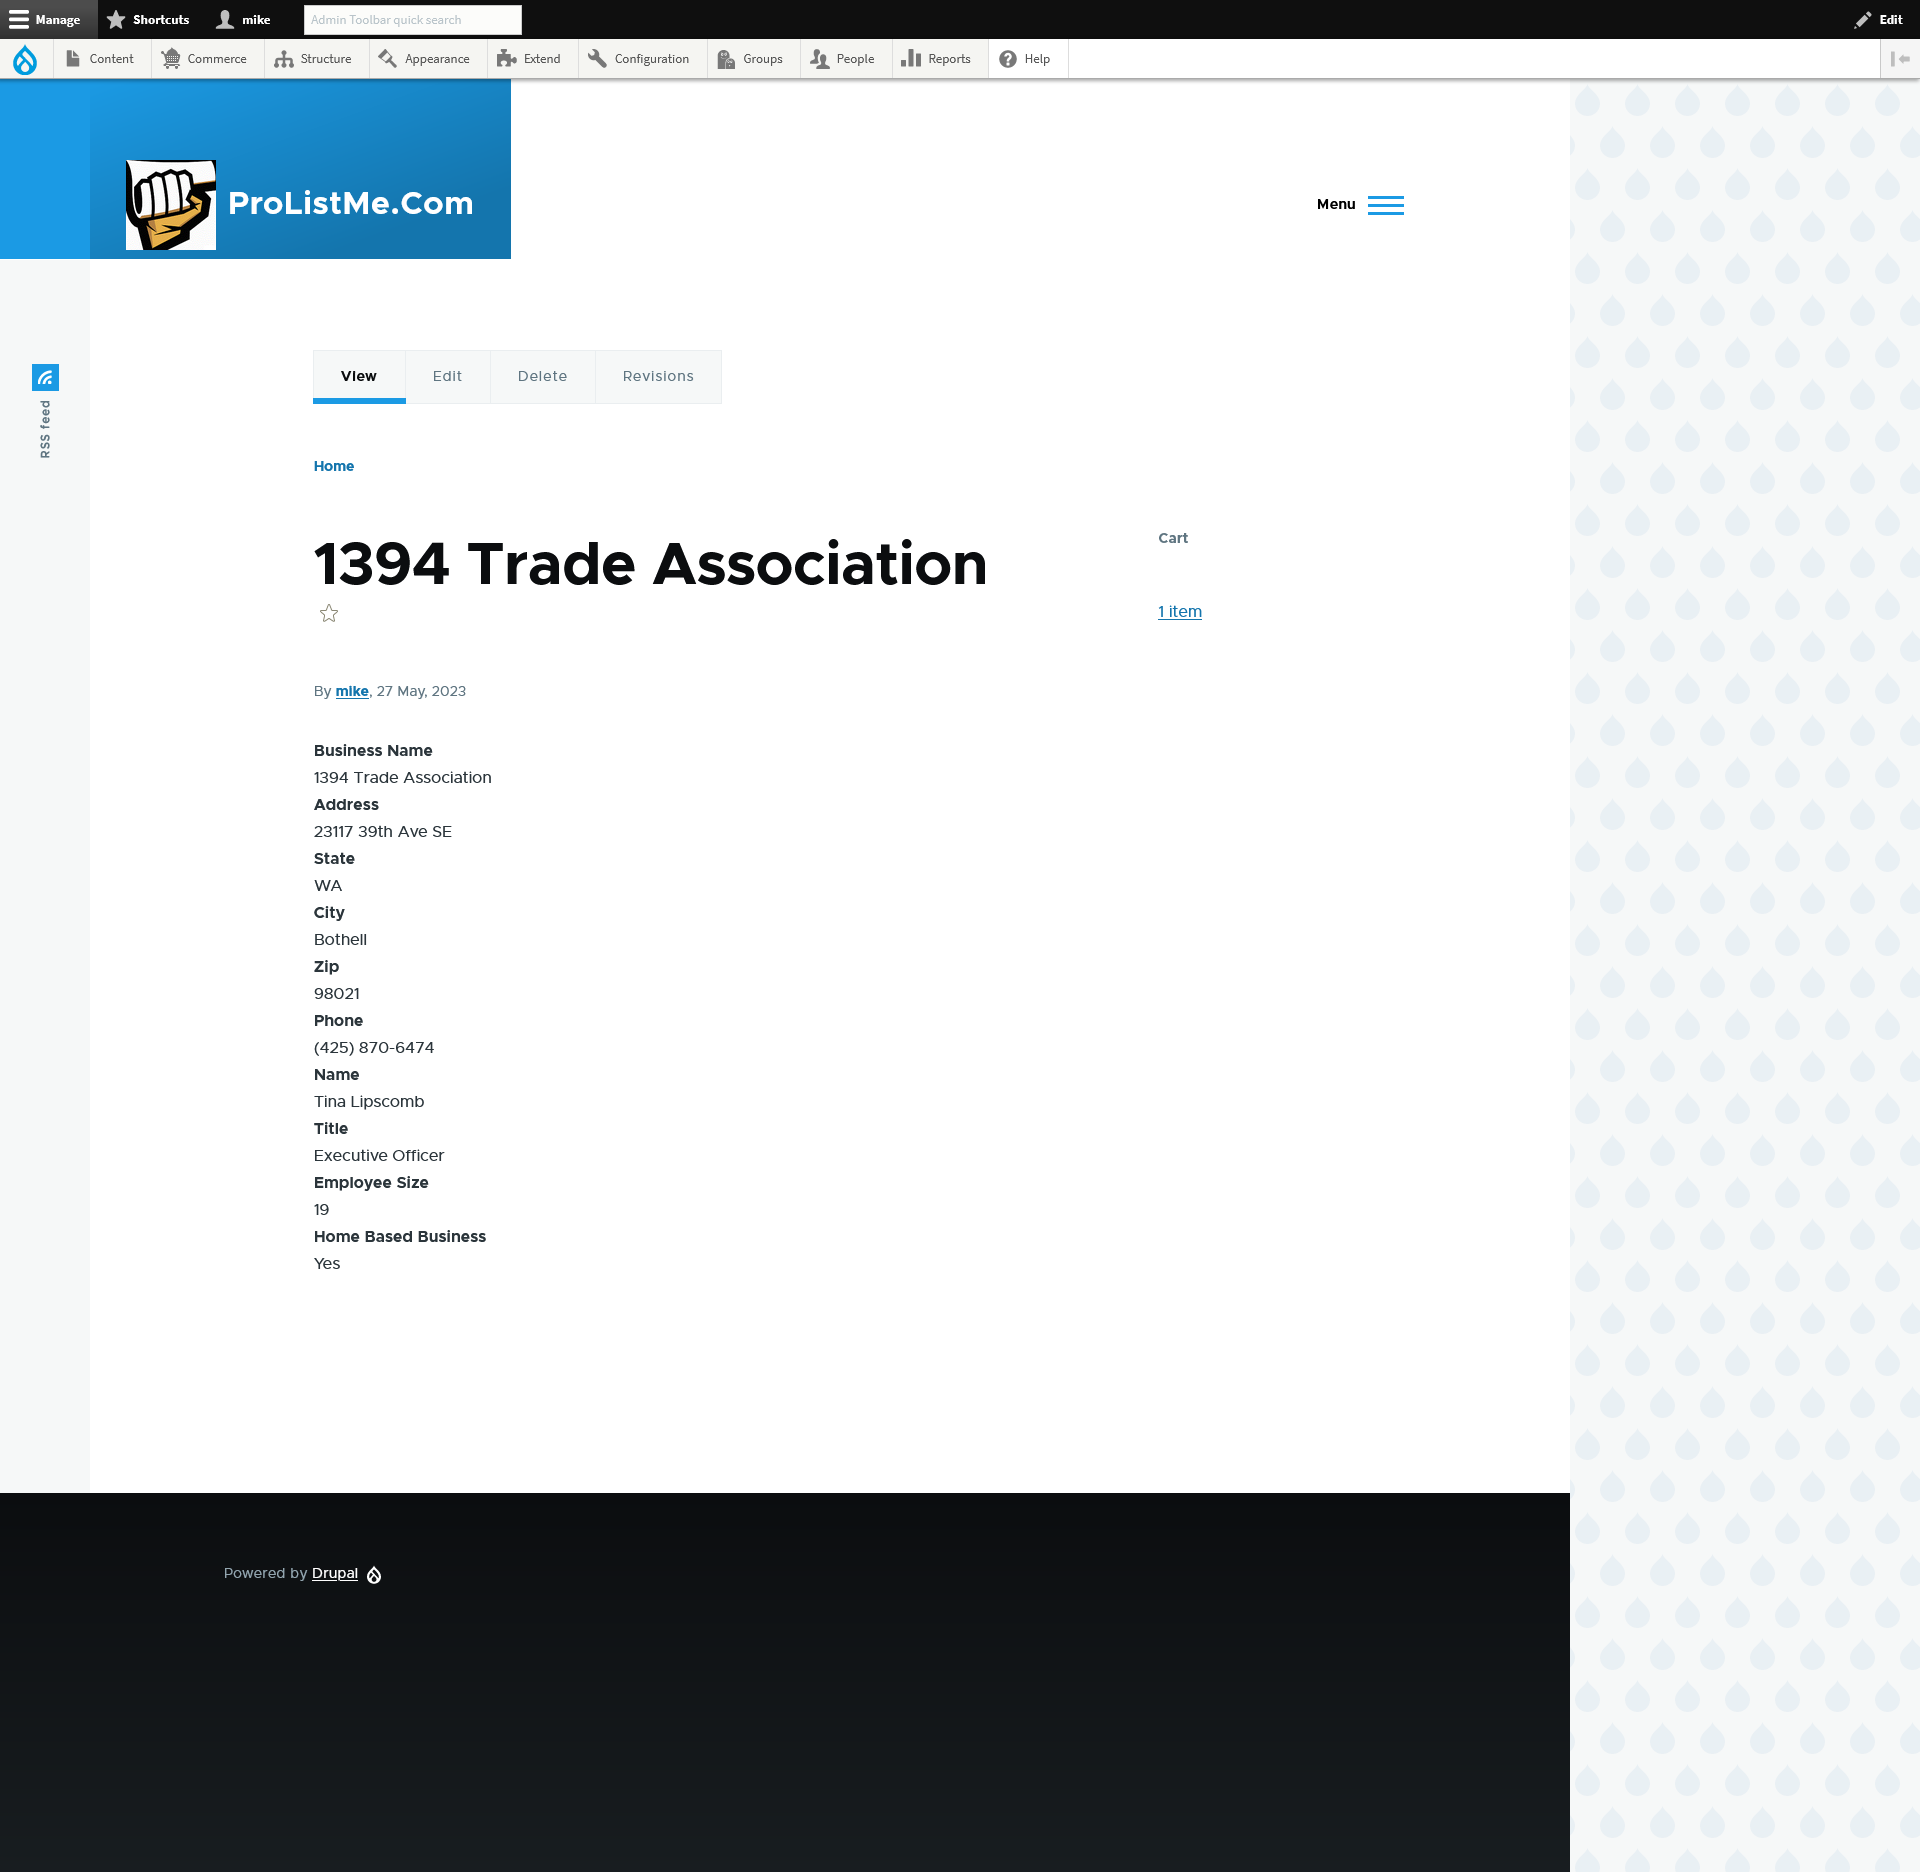 Manage Shortcuts mike Admin Toolbar quick search Edit
Content Commerce Structure Appearance Extend Configuration Groups People Reports Help
ProListMe.Com
Menu
View Edit Delete Revisions
RSS feed
Home
1394 Trade Association
Cart
1 item
By mike, 27 May, 2023
Business Name
1394 Trade Association
Address
23117 39th Ave SE
State
WA
City
Bothell
Zip
98021
Phone
(425) 870-6474
Name
Tina Lipscomb
Title
Executive Officer
Employee Size
19
Home Based Business
Yes
Powered by Drupal